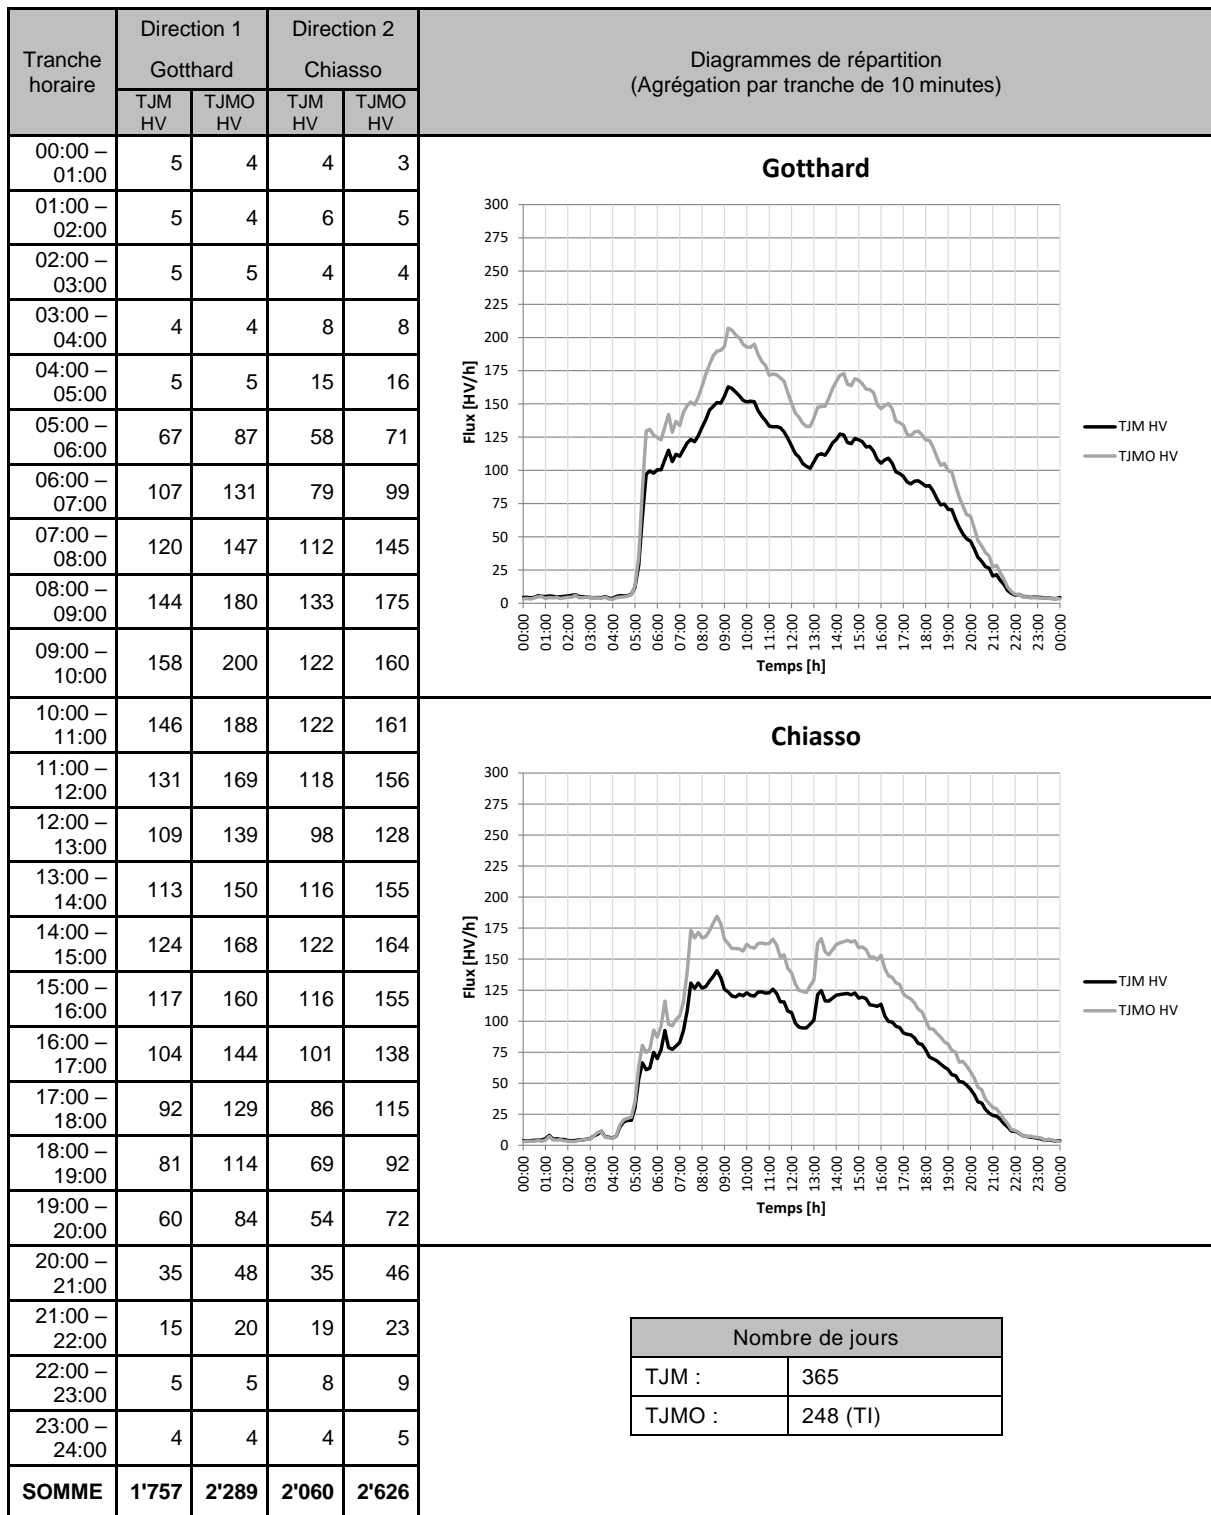 Tranche horaire | Direction 1 Gotthard | Direction 2 Chiasso | Diagrammes de répartition
(Agrégation par tranche de 10 minutes)
TJM HV | TJMO HV | TJM HV | TJMO HV
00:00 – 01:00 | 5 | 4 | 4 | 3
01:00 – 02:00 | 5 | 4 | 6 | 5
02:00 – 03:00 | 5 | 5 | 4 | 4
03:00 – 04:00 | 4 | 4 | 8 | 8
04:00 – 05:00 | 5 | 5 | 15 | 16
05:00 – 06:00 | 67 | 87 | 58 | 71
06:00 – 07:00 | 107 | 131 | 79 | 99
07:00 – 08:00 | 120 | 147 | 112 | 145
08:00 – 09:00 | 144 | 180 | 133 | 175
09:00 – 10:00 | 158 | 200 | 122 | 160
10:00 – 11:00 | 146 | 188 | 122 | 161
11:00 – 12:00 | 131 | 169 | 118 | 156
12:00 – 13:00 | 109 | 139 | 98 | 128
13:00 – 14:00 | 113 | 150 | 116 | 155
14:00 – 15:00 | 124 | 168 | 122 | 164
15:00 – 16:00 | 117 | 160 | 116 | 155
16:00 – 17:00 | 104 | 144 | 101 | 138
17:00 – 18:00 | 92 | 129 | 86 | 115
18:00 – 19:00 | 81 | 114 | 69 | 92
19:00 – 20:00 | 60 | 84 | 54 | 72
20:00 – 21:00 | 35 | 48 | 35 | 46
21:00 – 22:00 | 15 | 20 | 19 | 23
22:00 – 23:00 | 5 | 5 | 8 | 9
23:00 – 24:00 | 4 | 4 | 4 | 5
SOMME | 1'757 | 2'289 | 2'060 | 2'626
Gotthard
300
275
250
225
200
175
150
125
100
75
50
25
0
Flux [HV/h]
00:00 01:00 02:00 03:00 04:00 05:00 06:00 07:00 08:00 09:00 10:00 11:00 12:00 13:00 14:00 15:00 16:00 17:00 18:00 19:00 20:00 21:00 22:00 23:00 00:00
Temps [h]
TJM HV
TJMO HV
Chiasso
300
275
250
225
200
175
150
125
100
75
50
25
0
Flux [HV/h]
00:00 01:00 02:00 03:00 04:00 05:00 06:00 07:00 08:00 09:00 10:00 11:00 12:00 13:00 14:00 15:00 16:00 17:00 18:00 19:00 20:00 21:00 22:00 23:00 00:00
Temps [h]
TJM HV
TJMO HV
Nombre de jours
TJM : | 365
TJMO : | 248 (TI)